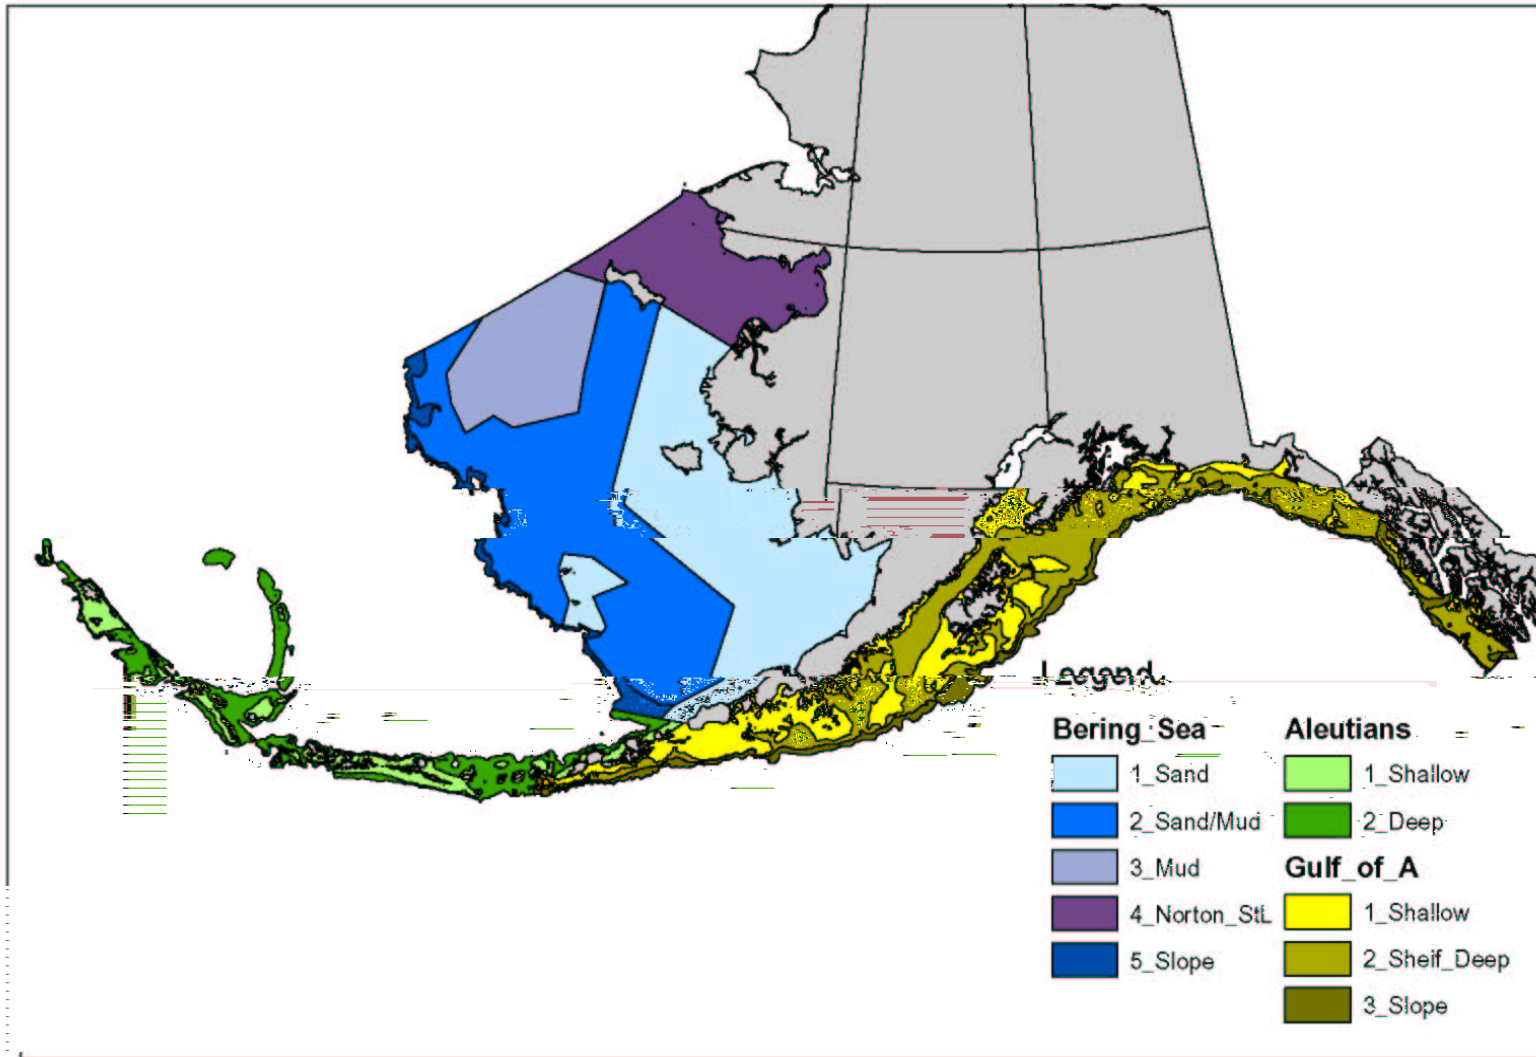 Legend
Bering_Sea
1_Sand
2_Sand/Mud
3_Mud
4_Norton_StL
5_Slope
Aleutians
1_Shallow
2_Deep
Gulf_of_A
1_Shallow
2_Shelf_Deep
3_Slope